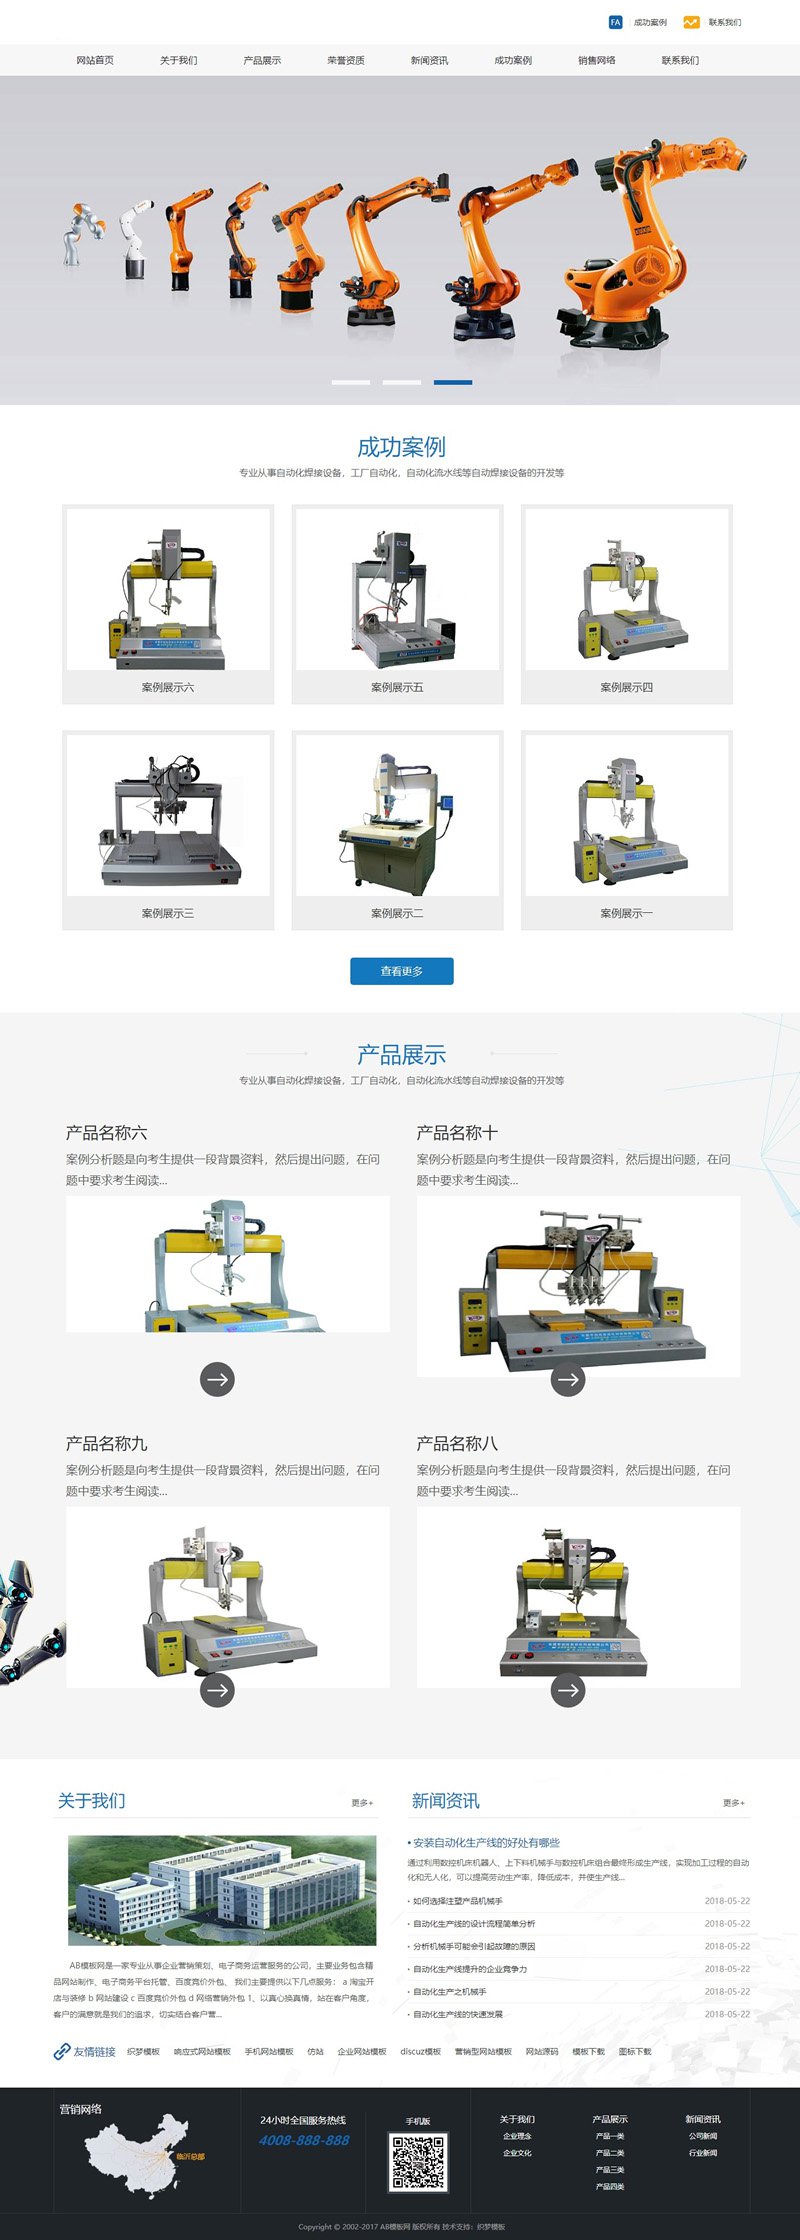 FA 成功案例 联系我们
网站首页 关于我们 产品展示 荣誉资质 新闻资讯 成功案例 销售网络 联系我们
成功案例
专业从事自动化焊接设备，工厂自动化，自动化流水线等自动焊接设备的开发等
案例展示六 案例展示五 案例展示四
案例展示三 案例展示二 案例展示一
查看更多
产品展示
专业从事自动化焊接设备，工厂自动化，自动化流水线等自动焊接设备的开发等
产品名称六
案例分析题是向考生提供一段背景资料，然后提出问题，在问
题中要求考生阅读...
产品名称十
案例分析题是向考生提供一段背景资料，然后提出问题，在问
题中要求考生阅读...
产品名称九
案例分析题是向考生提供一段背景资料，然后提出问题，在问
题中要求考生阅读...
产品名称八
案例分析题是向考生提供一段背景资料，然后提出问题，在问
题中要求考生阅读...
关于我们 更多+
AB模板网是一家专业从事企业营销策划、电子商务运营服务的公司，主要业务包含精
品网站制作、电子商务平台托管、百度竞价外包、 我们主要提供以下几点服务： a 淘宝开
店与装修 b 网站建设 c 百度竞价外包 d 网络营销外包 1、以真心换真情，站在客户角度，
客户的满意就是我们的追求，切实结合客户营...
新闻资讯 更多+
• 安装自动化生产线的好处有哪些
通过利用数控机床机器人、上下料机械手与数控机床组合最终形成生产线，实现加工过程的自动
化和无人化，可以提高劳动生产率，降低成本，并使生产线...
• 如何选择注塑产品机械手 2018-05-22
• 自动化生产线的设计流程简单分析 2018-05-22
• 分析机械手可能会引起故障的原因 2018-05-22
• 自动化生产线提升的企业竞争力 2018-05-22
• 自动化生产之机械手 2018-05-22
• 自动化生产线的快速发展 2018-05-22
友情链接 织梦模板 响应式网站模板 手机网站模板 仿站 企业网站模板 discuz模板 营销型网站模板 网站源码 模板下载 图标下载
营销网络
临沂总部
24小时全国服务热线
4008-888-888
手机版
关于我们
企业理念
企业文化
产品展示
产品一类
产品二类
产品三类
产品四类
新闻资讯
公司新闻
行业新闻
Copyright © 2002-2017 AB模板网 版权所有 技术支持：织梦模板